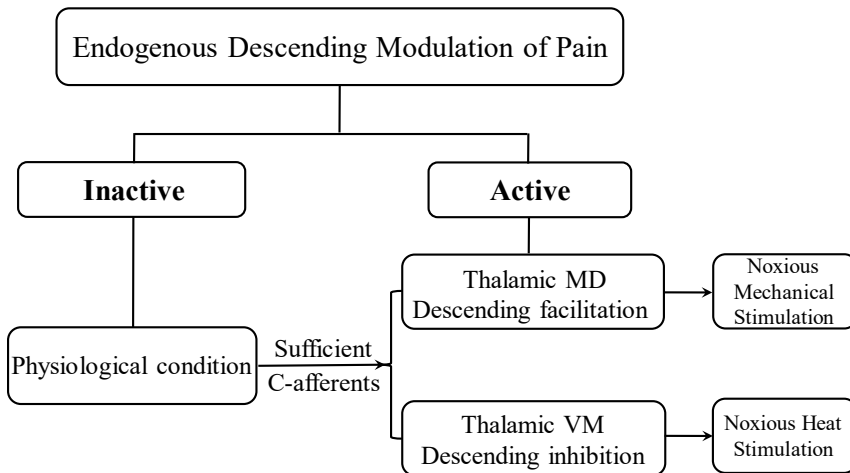 Endogenous Descending Modulation of Pain
Inactive
Active
Thalamic MD
Descending facilitation
Noxious
Mechanical
Stimulation
Physiological condition
Sufficient
C-afferents
Thalamic VM
Descending inhibition
Noxious Heat
Stimulation